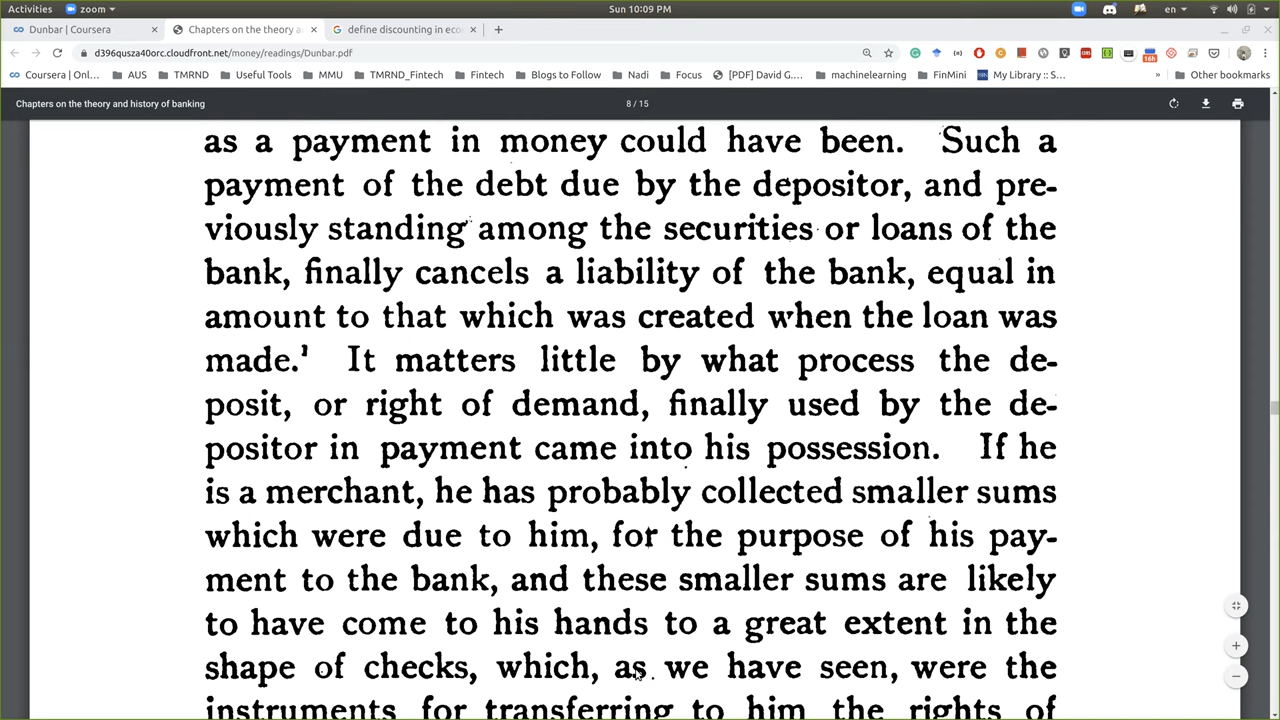 Activities
zoom
Sun 10:09 PM
en
Dunbar | Coursera
Chapters on the theory a
define discounting in eco
d396qusza40orc.cloudfront.net/money/readings/Dunbar.pdf
Coursera | Onl...
AUS
TMRND
Useful Tools
MMU
TMRND_Fintech
Fintech
Blogs to Follow
Nadi
Focus
[PDF] David G....
machinelearning
FinMini
My Library :: S...
»
Other bookmarks
Chapters on the theory and history of banking
8 / 15
as a payment in money could have been. Such a
payment of the debt due by the depositor, and pre-
viously standing among the securities or loans of the
bank, finally cancels a liability of the bank, equal in
amount to that which was created when the loan was
made.¹ It matters little by what process the de-
posit, or right of demand, finally used by the de-
positor in payment came into his possession. If he
is a merchant, he has probably collected smaller sums
which were due to him, for the purpose of his pay-
ment to the bank, and these smaller sums are likely
to have come to his hands to a great extent in the
shape of checks, which, as we have seen, were the
instruments for transferring to him the rights of